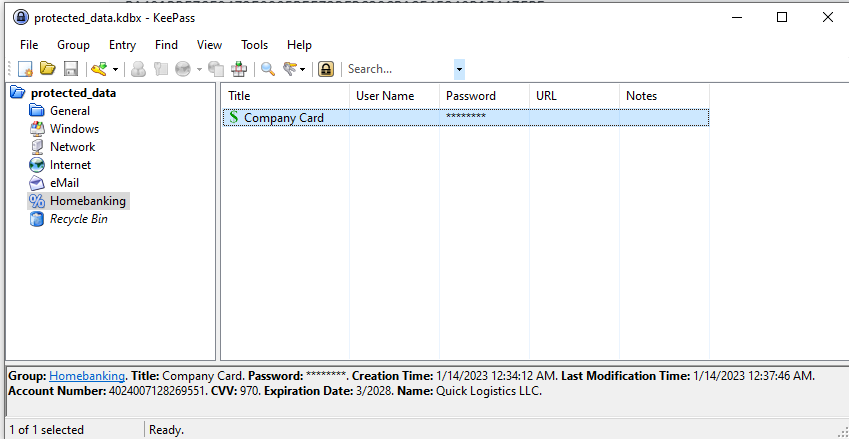 protected_data.kdbx - KeePass
File Group Entry Find View Tools Help
Search...
protected_data
General
Windows
Network
Internet
eMail
Homebanking
Recycle Bin
Title User Name Password URL Notes
Company Card ********
Group: Homebanking. Title: Company Card. Password: ********. Creation Time: 1/14/2023 12:34:12 AM. Last Modification Time: 1/14/2023 12:37:46 AM.
Account Number: 4024007128269551. CVV: 970. Expiration Date: 3/2028. Name: Quick Logistics LLC.
1 of 1 selected Ready.